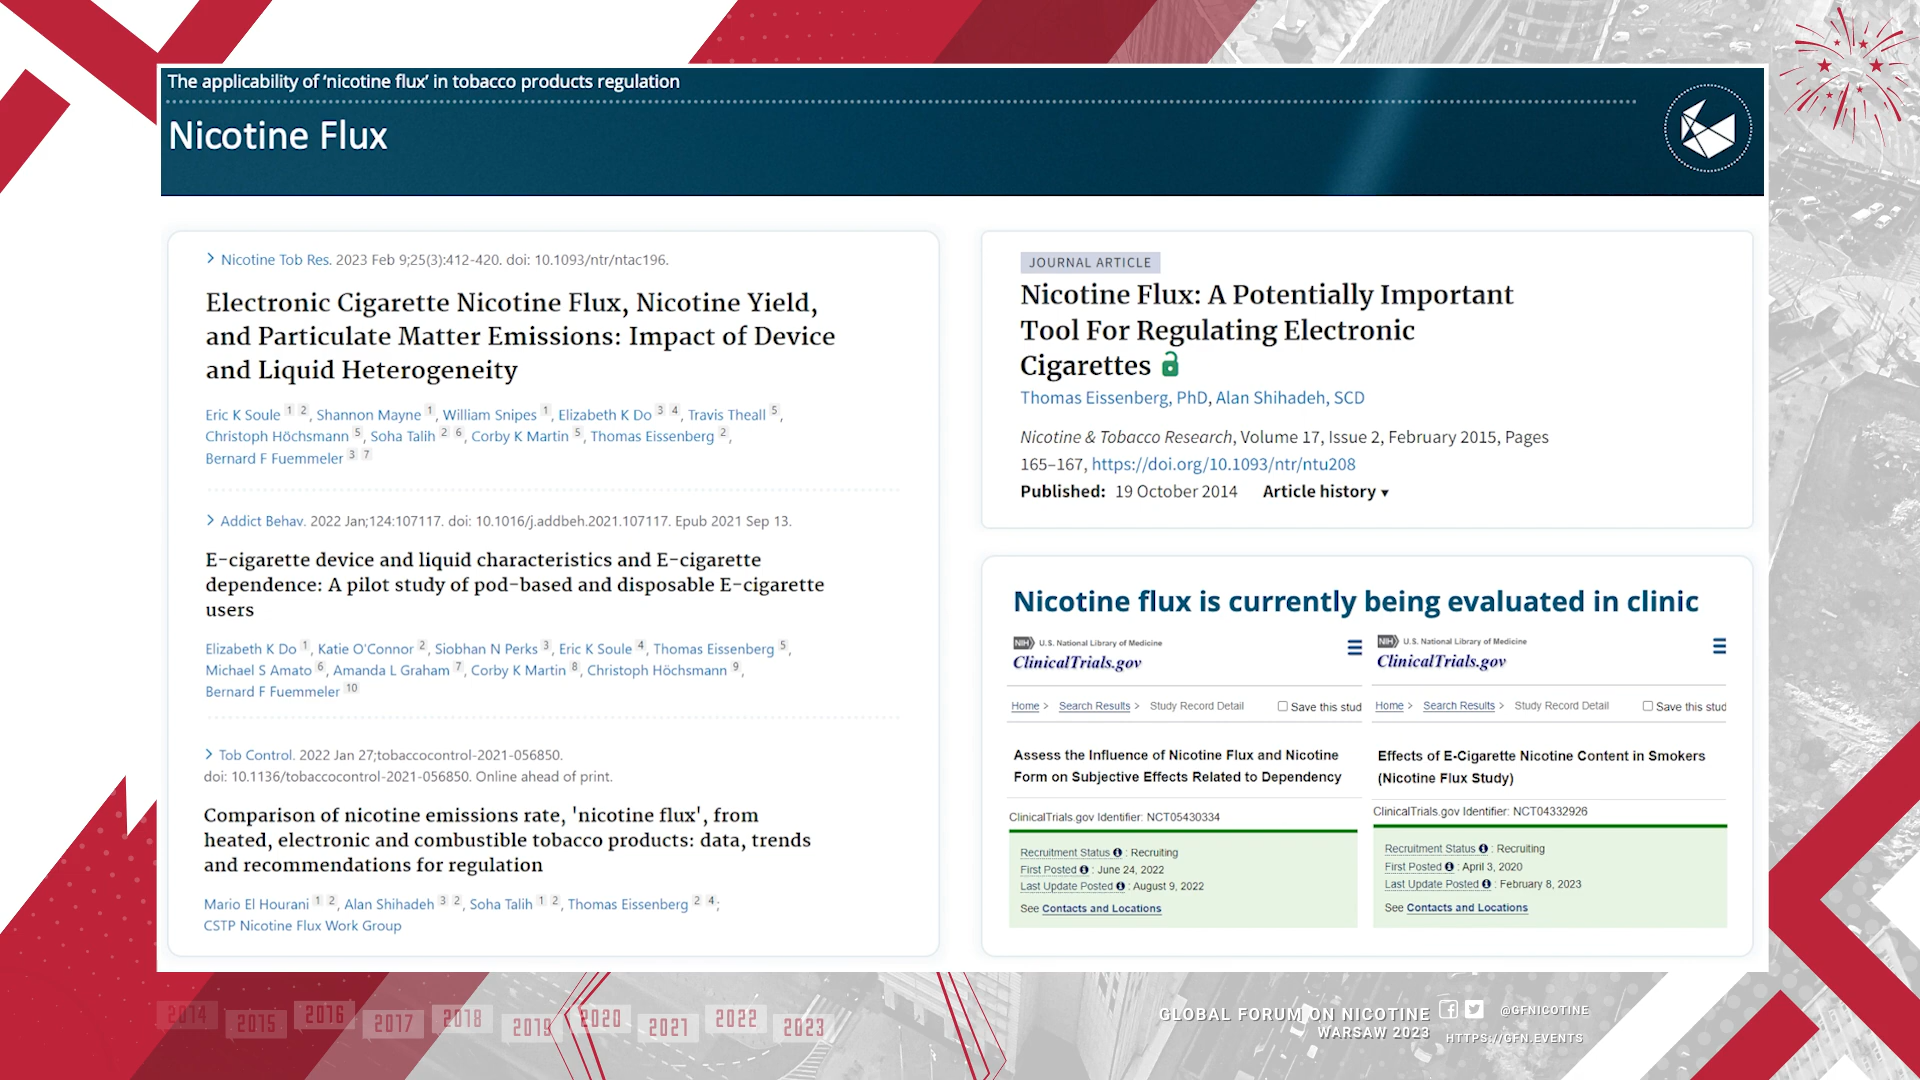 The applicability of ‘nicotine flux’ in tobacco products regulation
Nicotine Flux
> Nicotine Tob Res. 2023 Feb 9;25(3):412-420. doi: 10.1093/ntr/ntac196.
Electronic Cigarette Nicotine Flux, Nicotine Yield,
and Particulate Matter Emissions: Impact of Device
and Liquid Heterogeneity
Eric K Soule 1 2, Shannon Mayne 1, William Snipes 1, Elizabeth K Do 3 4, Travis Theall 5,
Christoph Höchsmann 5, Soha Talih 2 6, Corby K Martin 5, Thomas Eissenberg 2,
Bernard F Fuemmeler 3 7
> Addict Behav. 2022 Jan;124:107117. doi: 10.1016/j.addbeh.2021.107117. Epub 2021 Sep 13.
E-cigarette device and liquid characteristics and E-cigarette
dependence: A pilot study of pod-based and disposable E-cigarette
users
Elizabeth K Do 1, Katie O'Connor 2, Siobhan N Perks 3, Eric K Soule 4, Thomas Eissenberg 5,
Michael S Amato 6, Amanda L Graham 7, Corby K Martin 8, Christoph Höchsmann 9,
Bernard F Fuemmeler 10
> Tob Control. 2022 Jan 27;tobaccocontrol-2021-056850.
doi: 10.1136/tobaccocontrol-2021-056850. Online ahead of print.
Comparison of nicotine emissions rate, 'nicotine flux', from
heated, electronic and combustible tobacco products: data, trends
and recommendations for regulation
Mario El Hourani 1 2, Alan Shihadeh 3 2, Soha Talih 1 2, Thomas Eissenberg 2 4;
CSTP Nicotine Flux Work Group
JOURNAL ARTICLE
Nicotine Flux: A Potentially Important
Tool For Regulating Electronic
Cigarettes
Thomas Eissenberg, PhD, Alan Shihadeh, SCD
Nicotine & Tobacco Research, Volume 17, Issue 2, February 2015, Pages
165–167, https://doi.org/10.1093/ntr/ntu208
Published: 19 October 2014 Article history ▾
Nicotine flux is currently being evaluated in clinic
NIH U.S. National Library of Medicine
ClinicalTrials.gov
Home > Search Results > Study Record Detail Save this stud
Assess the Influence of Nicotine Flux and Nicotine
Form on Subjective Effects Related to Dependency
ClinicalTrials.gov Identifier: NCT05430334
Recruitment Status : Recruiting
First Posted : June 24, 2022
Last Update Posted : August 9, 2022
See Contacts and Locations
NIH U.S. National Library of Medicine
ClinicalTrials.gov
Home > Search Results > Study Record Detail Save this stud
Effects of E-Cigarette Nicotine Content in Smokers
(Nicotine Flux Study)
ClinicalTrials.gov Identifier: NCT04332926
Recruitment Status : Recruiting
First Posted : April 3, 2020
Last Update Posted : February 8, 2023
See Contacts and Locations
2014 2015 2016 2017 2018 2019 2020 2021 2022 2023
GLOBAL FORUM ON NICOTINE
WARSAW 2023
@GFNICOTINE
HTTPS://GFN.EVENTS